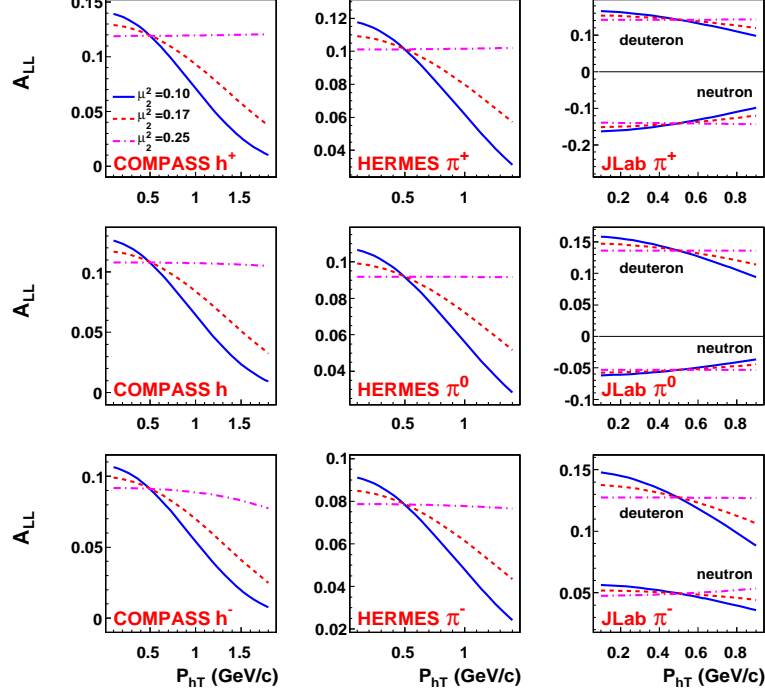 A_LL
0.15
0.1
0.05
0
μ₂²=0.10
μ₂²=0.17
μ₂²=0.25
COMPASS h⁺
0.5 1 1.5
0.12
0.1
0.08
0.06
0.04
HERMES π⁺
0.5 1
0.1
0
-0.1
-0.2
deuteron
neutron
JLab π⁺
0.2 0.4 0.6 0.8
A_LL
0.1
0.05
0
COMPASS h
0.5 1 1.5
0.1
0.08
0.06
0.04
HERMES π⁰
0.5 1
0.15
0.1
0.05
0
-0.05
-0.1
deuteron
neutron
JLab π⁰
0.2 0.4 0.6 0.8
A_LL
0.1
0.05
0
COMPASS h⁻
0.5 1 1.5
P_hT (GeV/c)
0.1
0.08
0.06
0.04
0.02
HERMES π⁻
0.5 1
P_hT (GeV/c)
0.15
0.1
0.05
0
deuteron
neutron
JLab π⁻
0.2 0.4 0.6 0.8
P_hT (GeV/c)